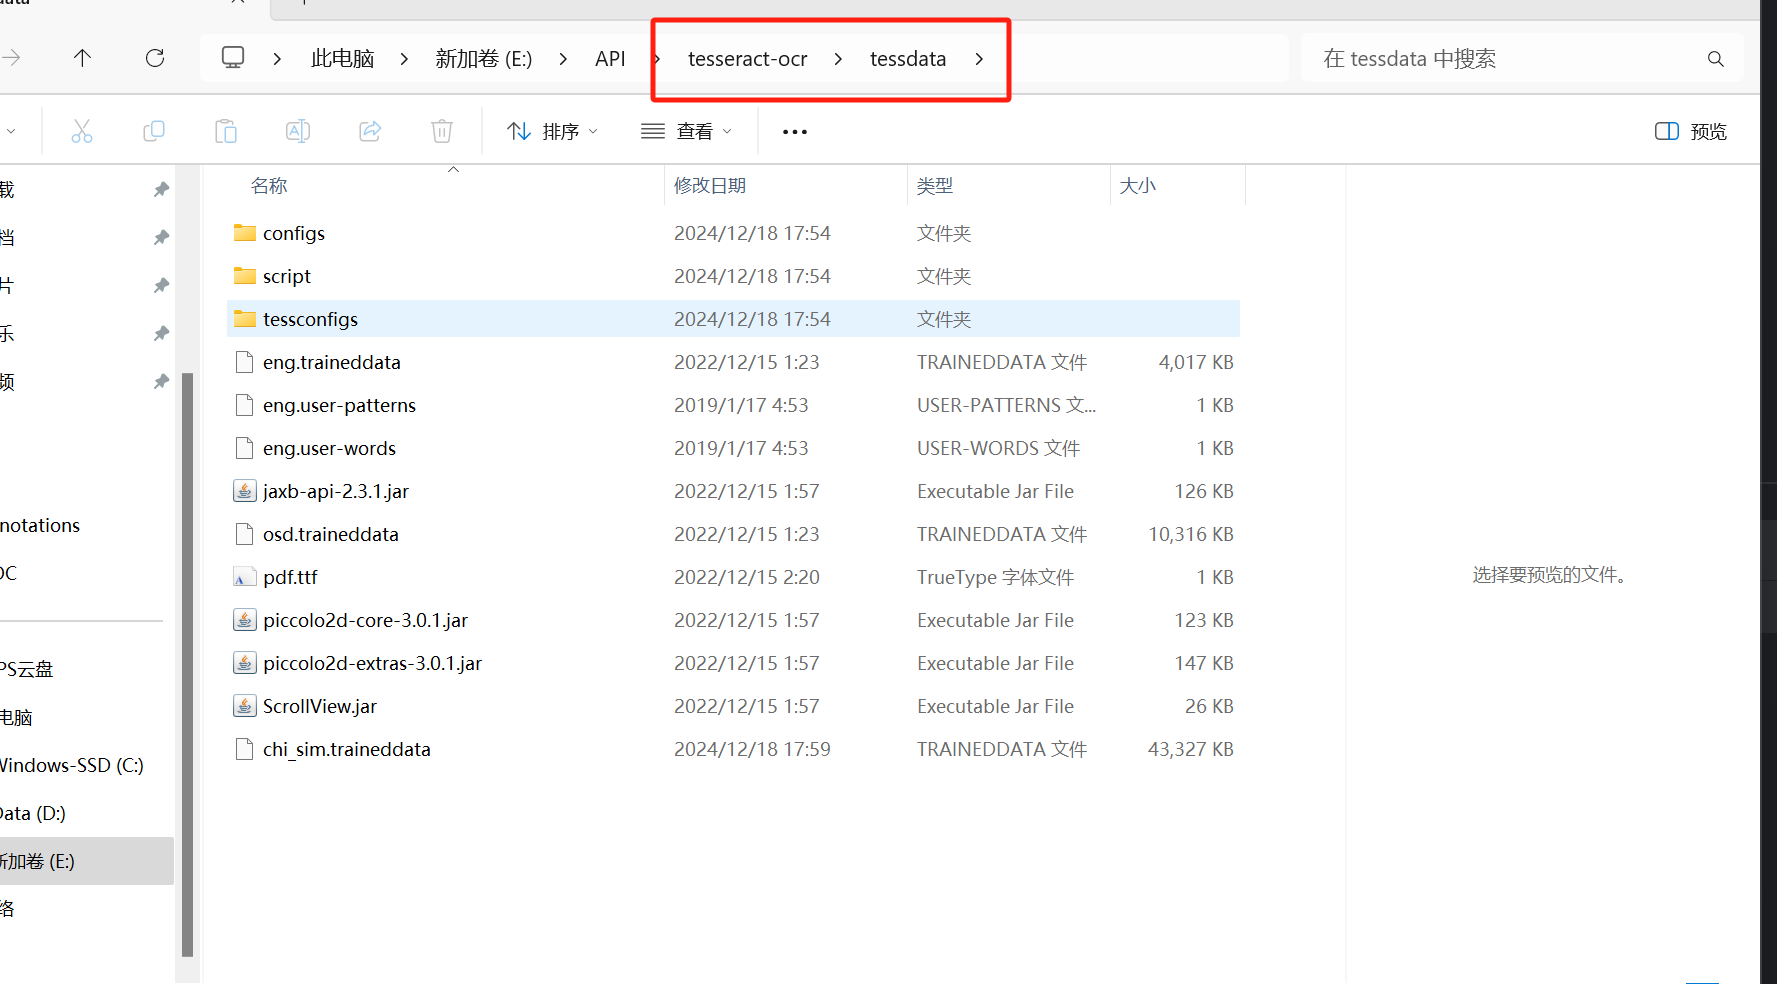 此电脑 新加卷 (E:) API tesseract-ocr tessdata
在 tessdata 中搜索
排序 查看 ••• 预览
名称 修改日期 类型 大小
configs 2024/12/18 17:54 文件夹
script 2024/12/18 17:54 文件夹
tessconfigs 2024/12/18 17:54 文件夹
eng.traineddata 2022/12/15 1:23 TRAINEDDATA 文件 4,017 KB
eng.user-patterns 2019/1/17 4:53 USER-PATTERNS 文... 1 KB
eng.user-words 2019/1/17 4:53 USER-WORDS 文件 1 KB
jaxb-api-2.3.1.jar 2022/12/15 1:57 Executable Jar File 126 KB
osd.traineddata 2022/12/15 1:23 TRAINEDDATA 文件 10,316 KB
pdf.ttf 2022/12/15 2:20 TrueType 字体文件 1 KB
piccolo2d-core-3.0.1.jar 2022/12/15 1:57 Executable Jar File 123 KB
piccolo2d-extras-3.0.1.jar 2022/12/15 1:57 Executable Jar File 147 KB
ScrollView.jar 2022/12/15 1:57 Executable Jar File 26 KB
chi_sim.traineddata 2024/12/18 17:59 TRAINEDDATA 文件 43,327 KB
载
档
片
乐
频
notations
OC
PS云盘
电脑
Windows-SSD (C:)
Data (D:)
新加卷 (E:)
络
选择要预览的文件。